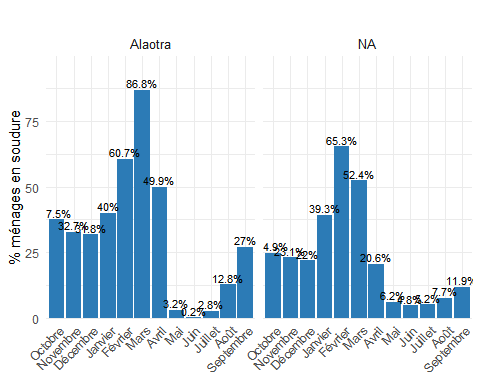 Alaotra
NA
% ménages en soudure
75
50
25
0
7.5%
32.7%
31.8%
40%
60.7%
86.8%
49.9%
3.2%
0.2%
2.8%
12.8%
27%
4.9%
23.1%
22%
39.3%
65.3%
52.4%
20.6%
6.2%
4.8%
5.2%
7.7%
11.9%
Octobre
Novembre
Décembre
Janvier
Février
Mars
Avril
Mai
Juin
Juillet
Août
Septembre
Octobre
Novembre
Décembre
Janvier
Février
Mars
Avril
Mai
Juin
Juillet
Août
Septembre